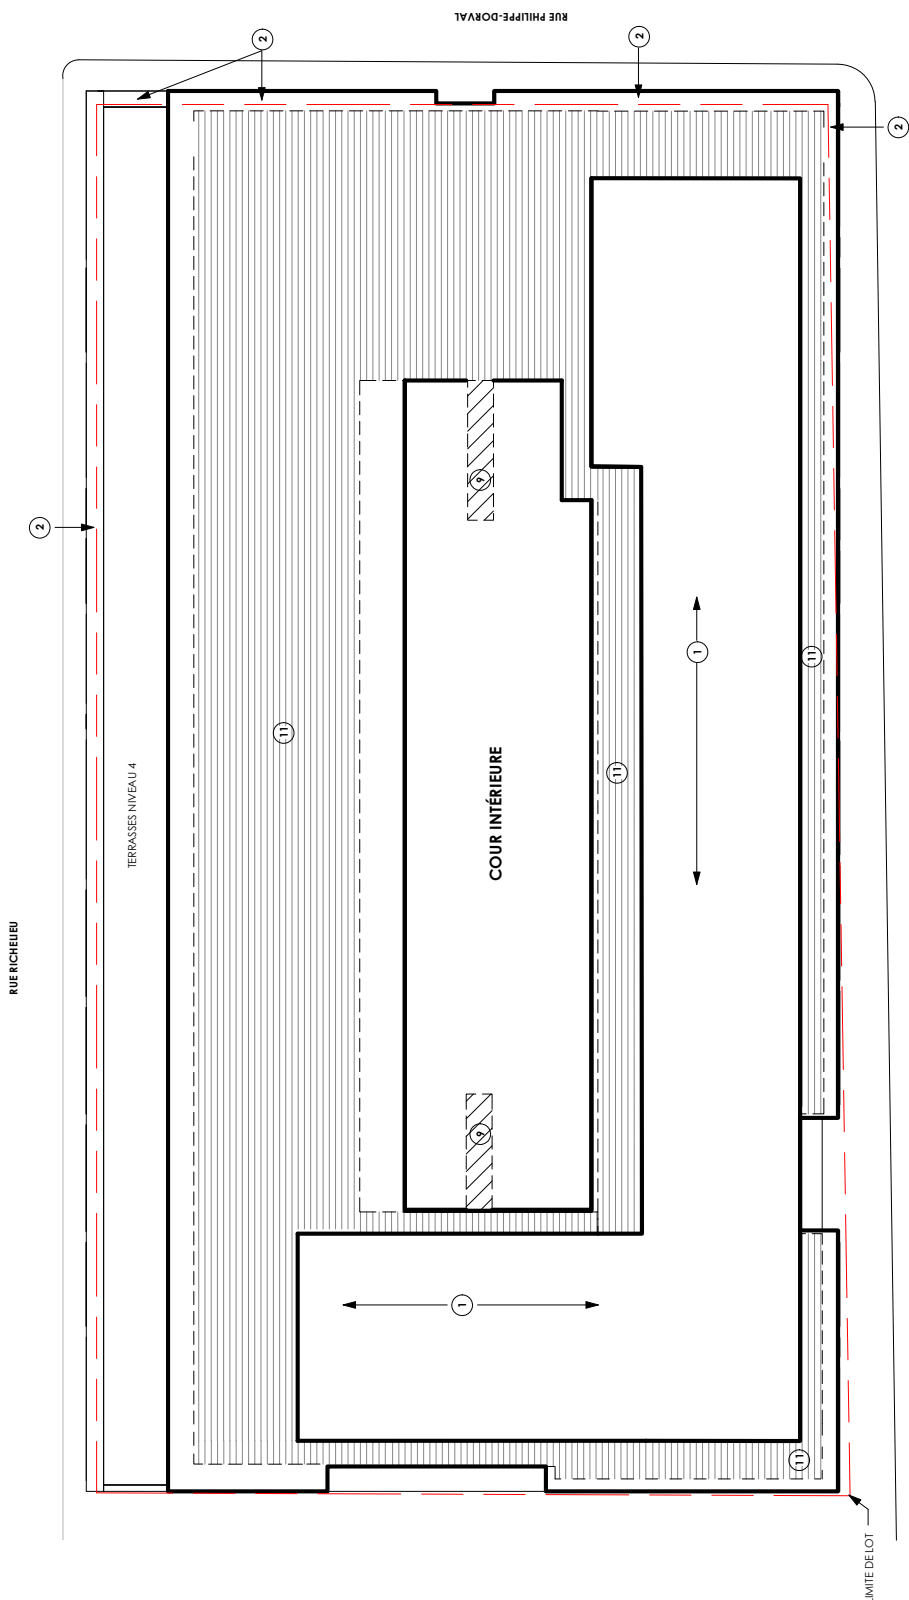 RUE PHILIPPE-DORVAL
2
2
2
2
9
1
11
11
11
COUR INTÉRIEURE
TERRASSES NIVEAU 4
RUE RICHELIEU
9
1
11
LIMITE DE LOT